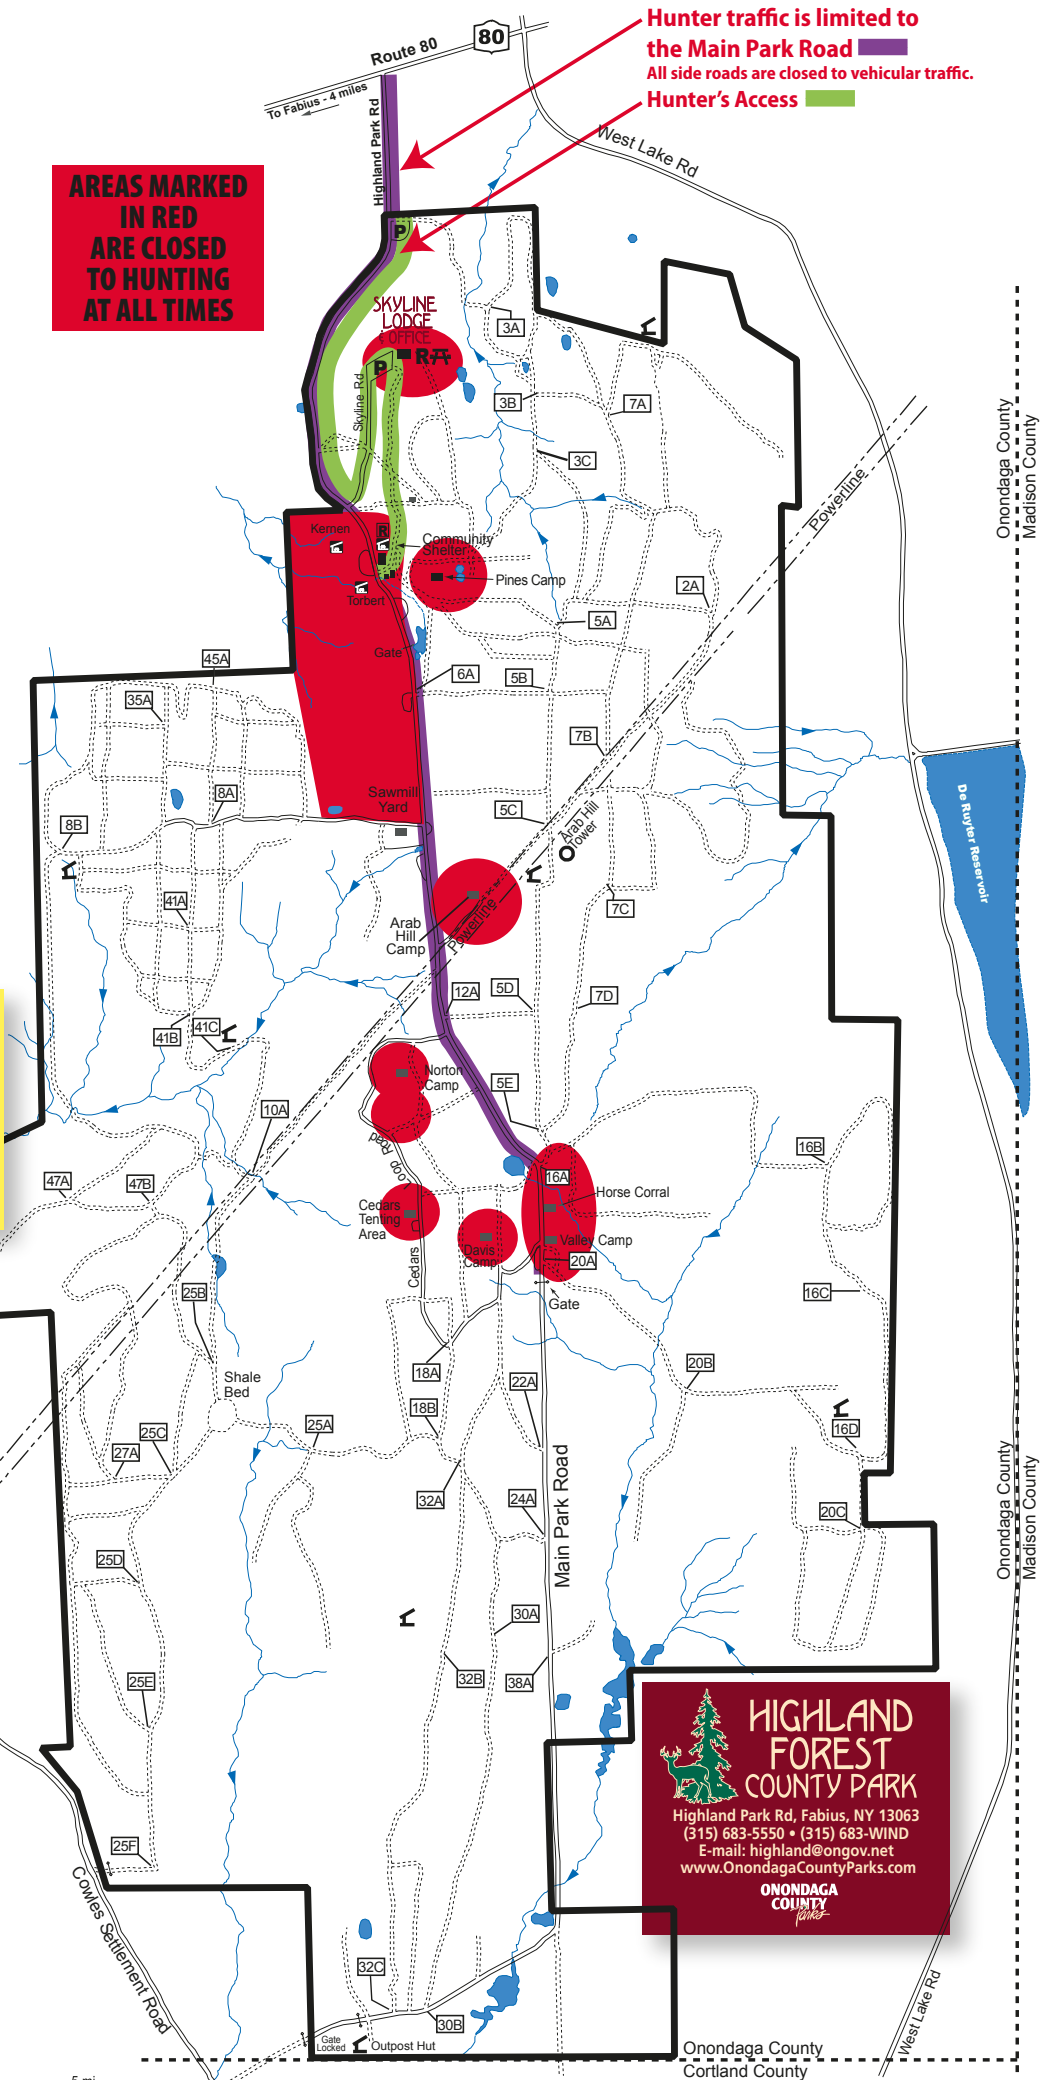 Hunter traffic is limited to
the Main Park Road
All side roads are closed to vehicular traffic.
Hunter's Access
Route 80
80
To Fabius - 4 miles
Highland Park Rd
West Lake Rd
AREAS MARKED
IN RED
ARE CLOSED
TO HUNTING
AT ALL TIMES
P
SKYLINE
LODGE
& OFFICE
R
P
Skyline Rd
3A
3B
7A
3C
Onondaga County
Madison County
Powerline
Kemen
R
Community
Shelter
Pines Camp
Torbert
2A
5A
Gate
45A
6A
5B
35A
7B
8A
Sawmill
Yard
5C
Arab Hill
Tower
De Ruyter Reservoir
8B
41A
Arab
Hill
Camp
Powerline
7C
12A
5D
7D
41B
41C
Norton
Camp
5E
10A
Loop Road
16B
47A
47B
16A
Horse Corral
Cedars
Tenting
Area
Davis
Camp
Valley Camp
20A
Cedars
25B
Gate
16C
18A
20B
Shale
Bed
22A
18B
25A
25C
27A
16D
Main Park Road
32A
24A
20C
Onondaga County
Madison County
25D
30A
32B
38A
25E
HIGHLAND
FOREST
COUNTY PARK
Highland Park Rd, Fabius, NY 13063
(315) 683-5550 • (315) 683-WIND
E-mail: highland@ongov.net
www.OnondagaCountyParks.com
ONONDAGA
COUNTY
Parks
25F
Cowles Settlement Road
32C
30B
Gate
Locked
Outpost Hut
West Lake Rd
Onondaga County
Cortland County
.5 mi